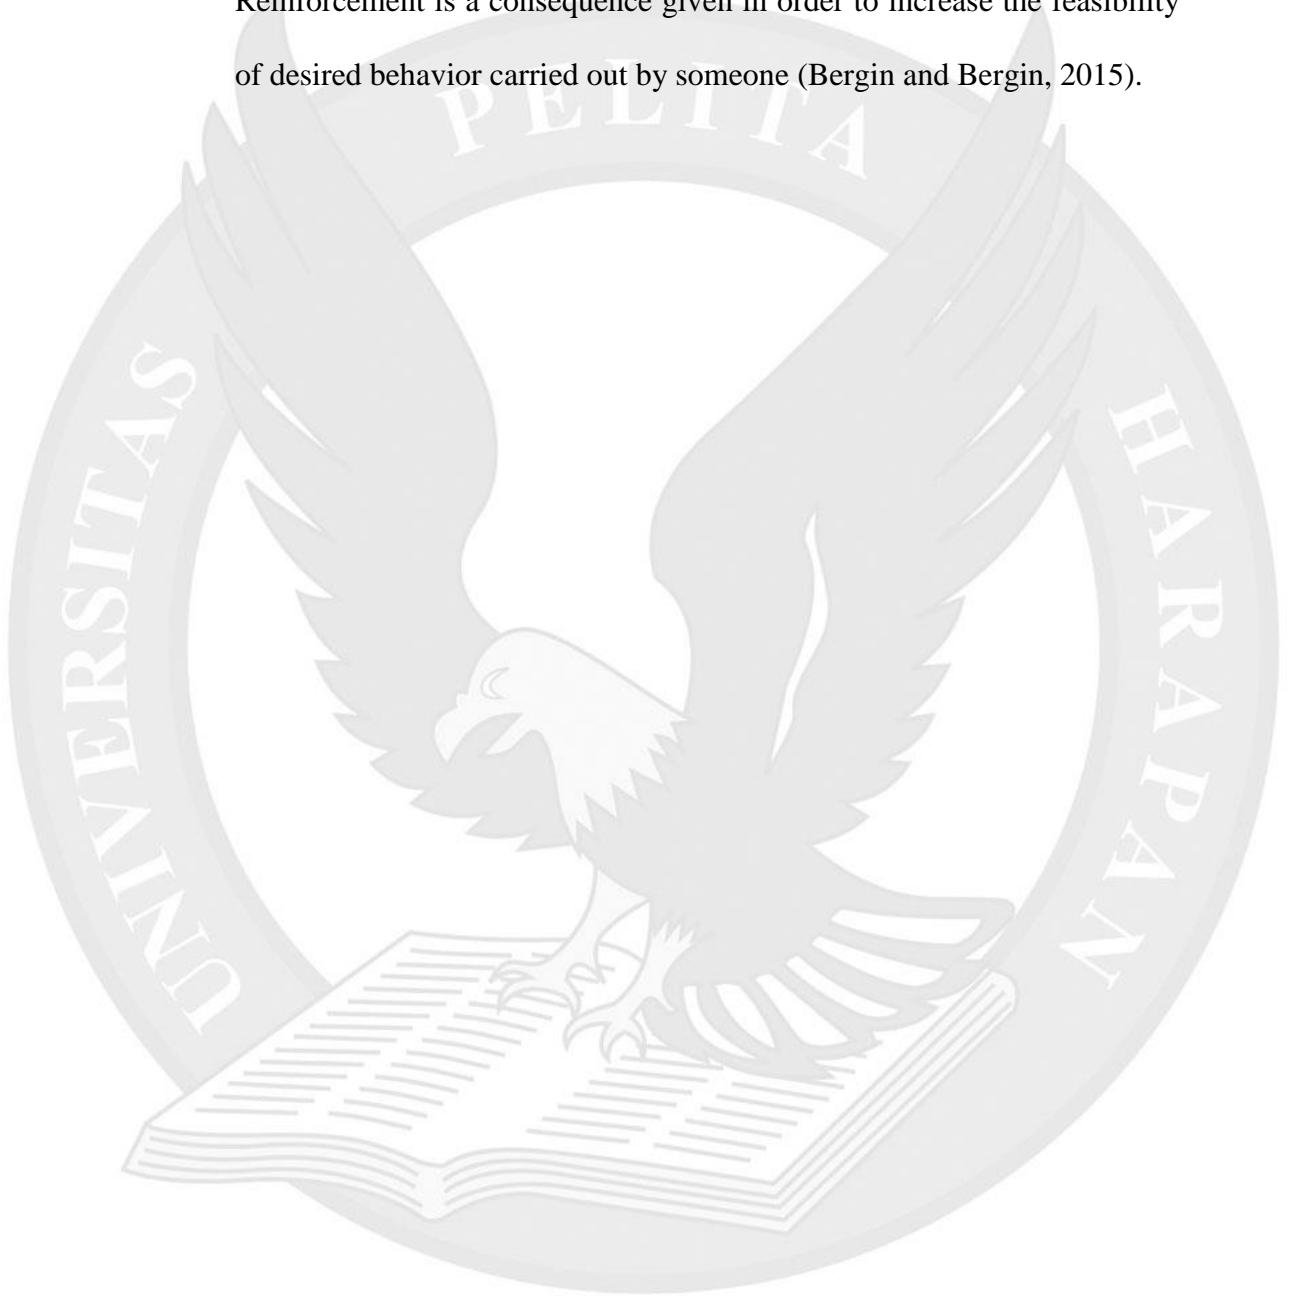 Reinforcement is a consequence given in order to increase the feasibility
of desired behavior carried out by someone (Bergin and Bergin, 2015).
UNIVERSITAS PELITA HARAPAN